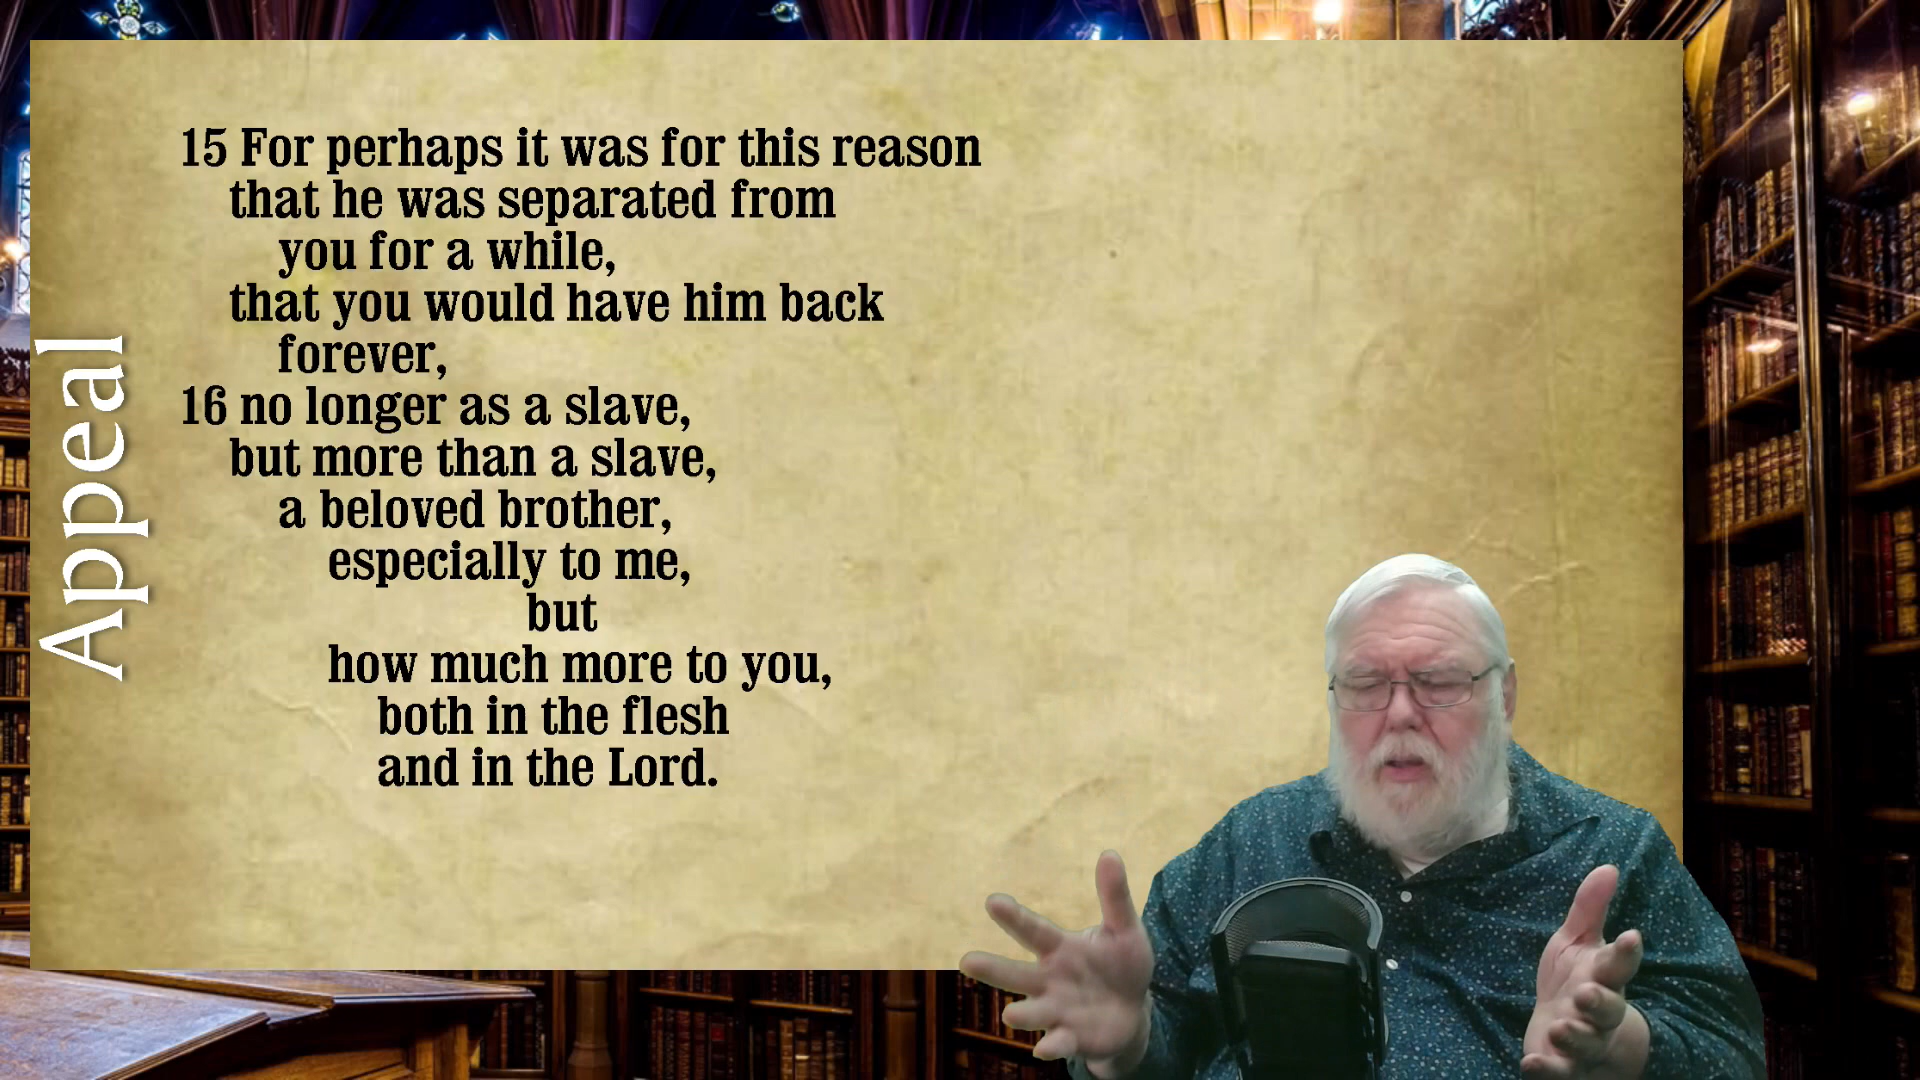 Appeal
15 For perhaps it was for this reason
that he was separated from
you for a while,
that you would have him back
forever,
16 no longer as a slave,
but more than a slave,
a beloved brother,
especially to me,
but
how much more to you,
both in the flesh
and in the Lord.